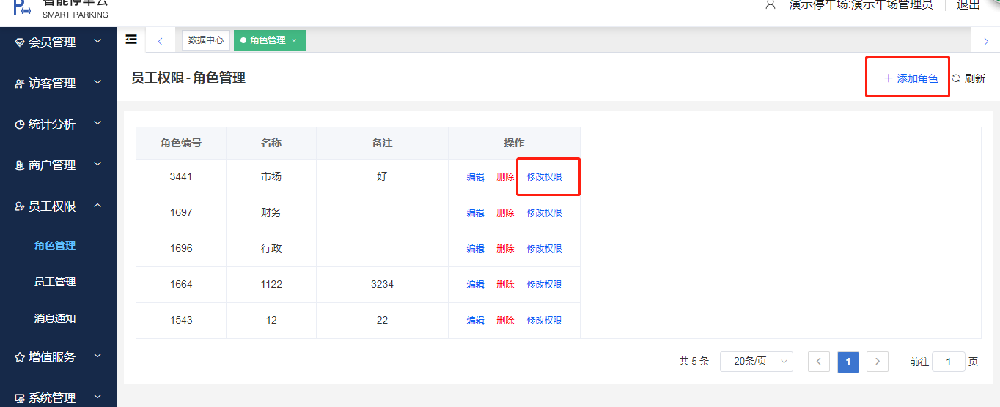 智能停车云
SMART PARKING
演示停车场:演示车场管理员 退出
会员管理
访客管理
统计分析
商户管理
员工权限
角色管理
员工管理
消息通知
增值服务
系统管理
数据中心 角色管理 ×
员工权限-角色管理
+ 添加角色 刷新
角色编号 名称 备注 操作
3441 市场 好 编辑 删除 修改权限
1697 财务 编辑 删除 修改权限
1696 行政 编辑 删除 修改权限
1664 1122 3234 编辑 删除 修改权限
1543 12 22 编辑 删除 修改权限
共 5 条 20条/页 1 前往 1 页